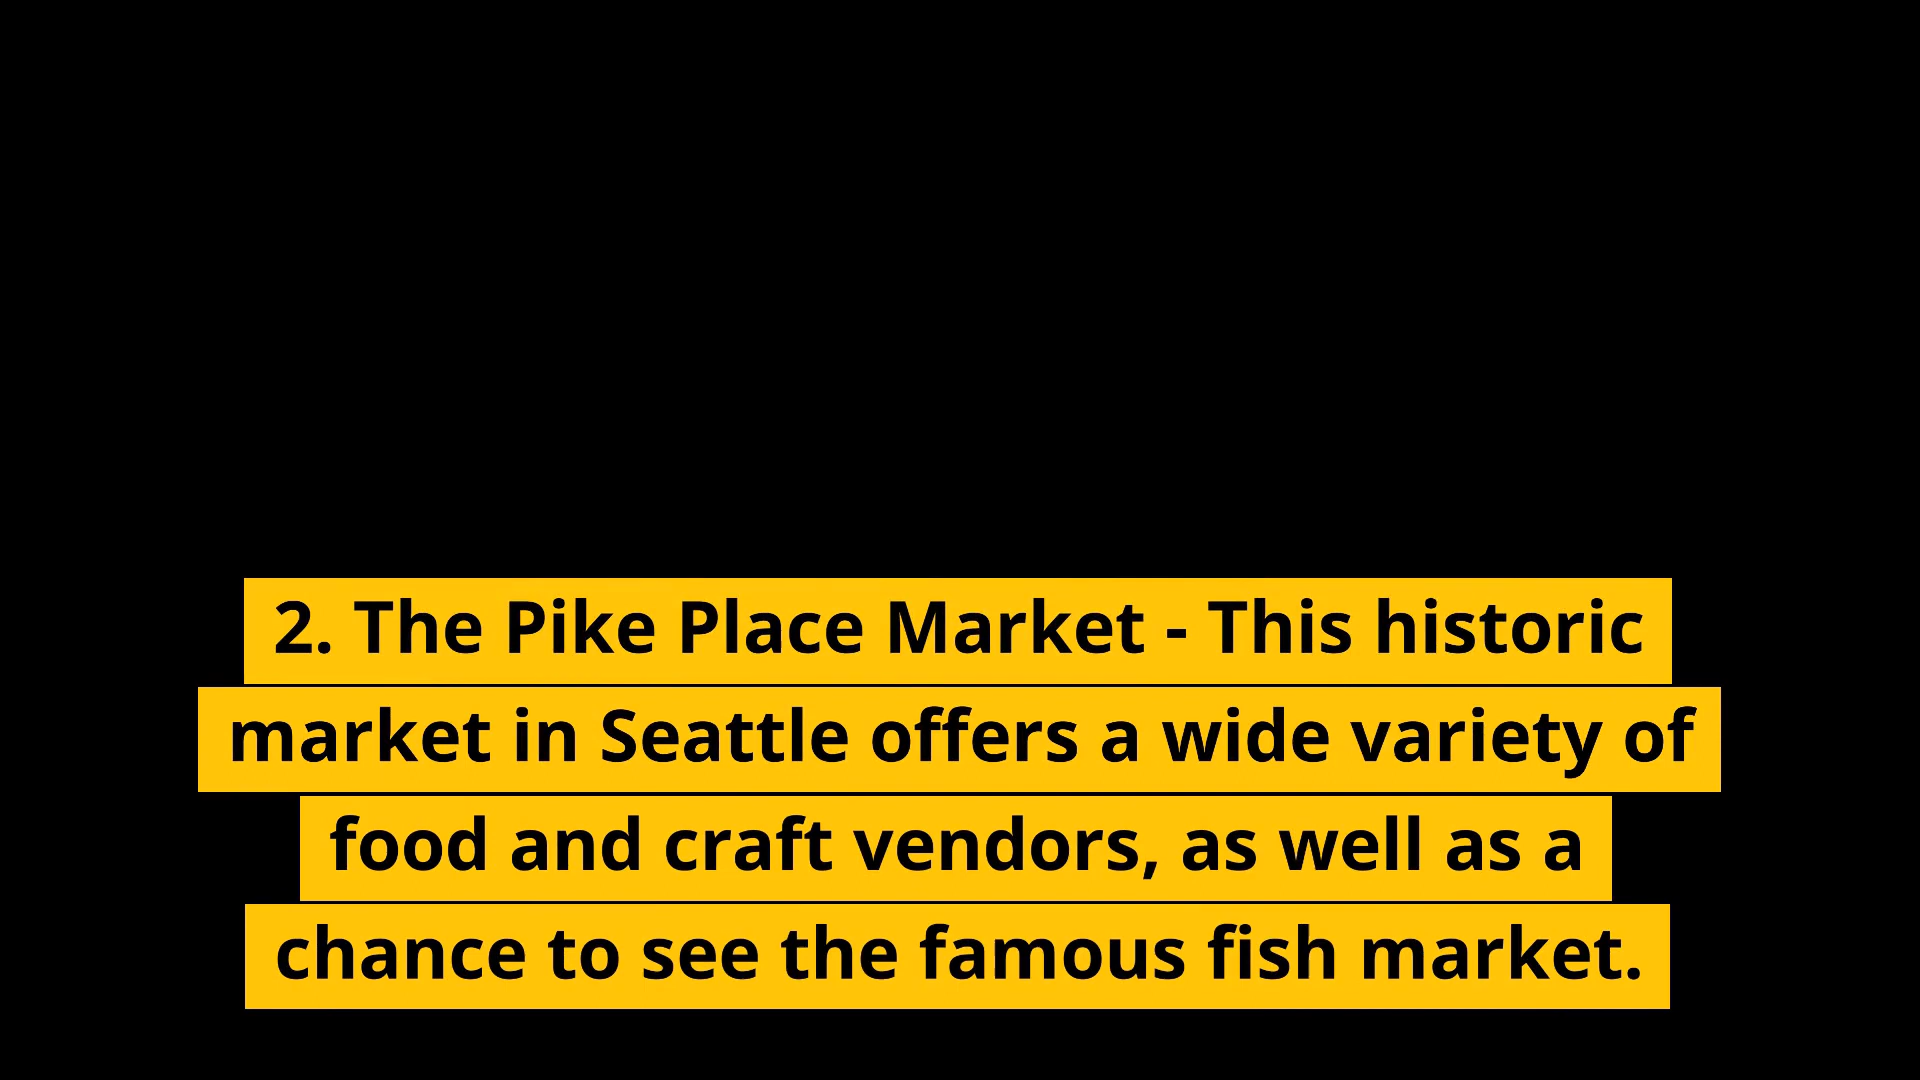 2. The Pike Place Market - This historic
market in Seattle offers a wide variety of
food and craft vendors, as well as a
chance to see the famous fish market.